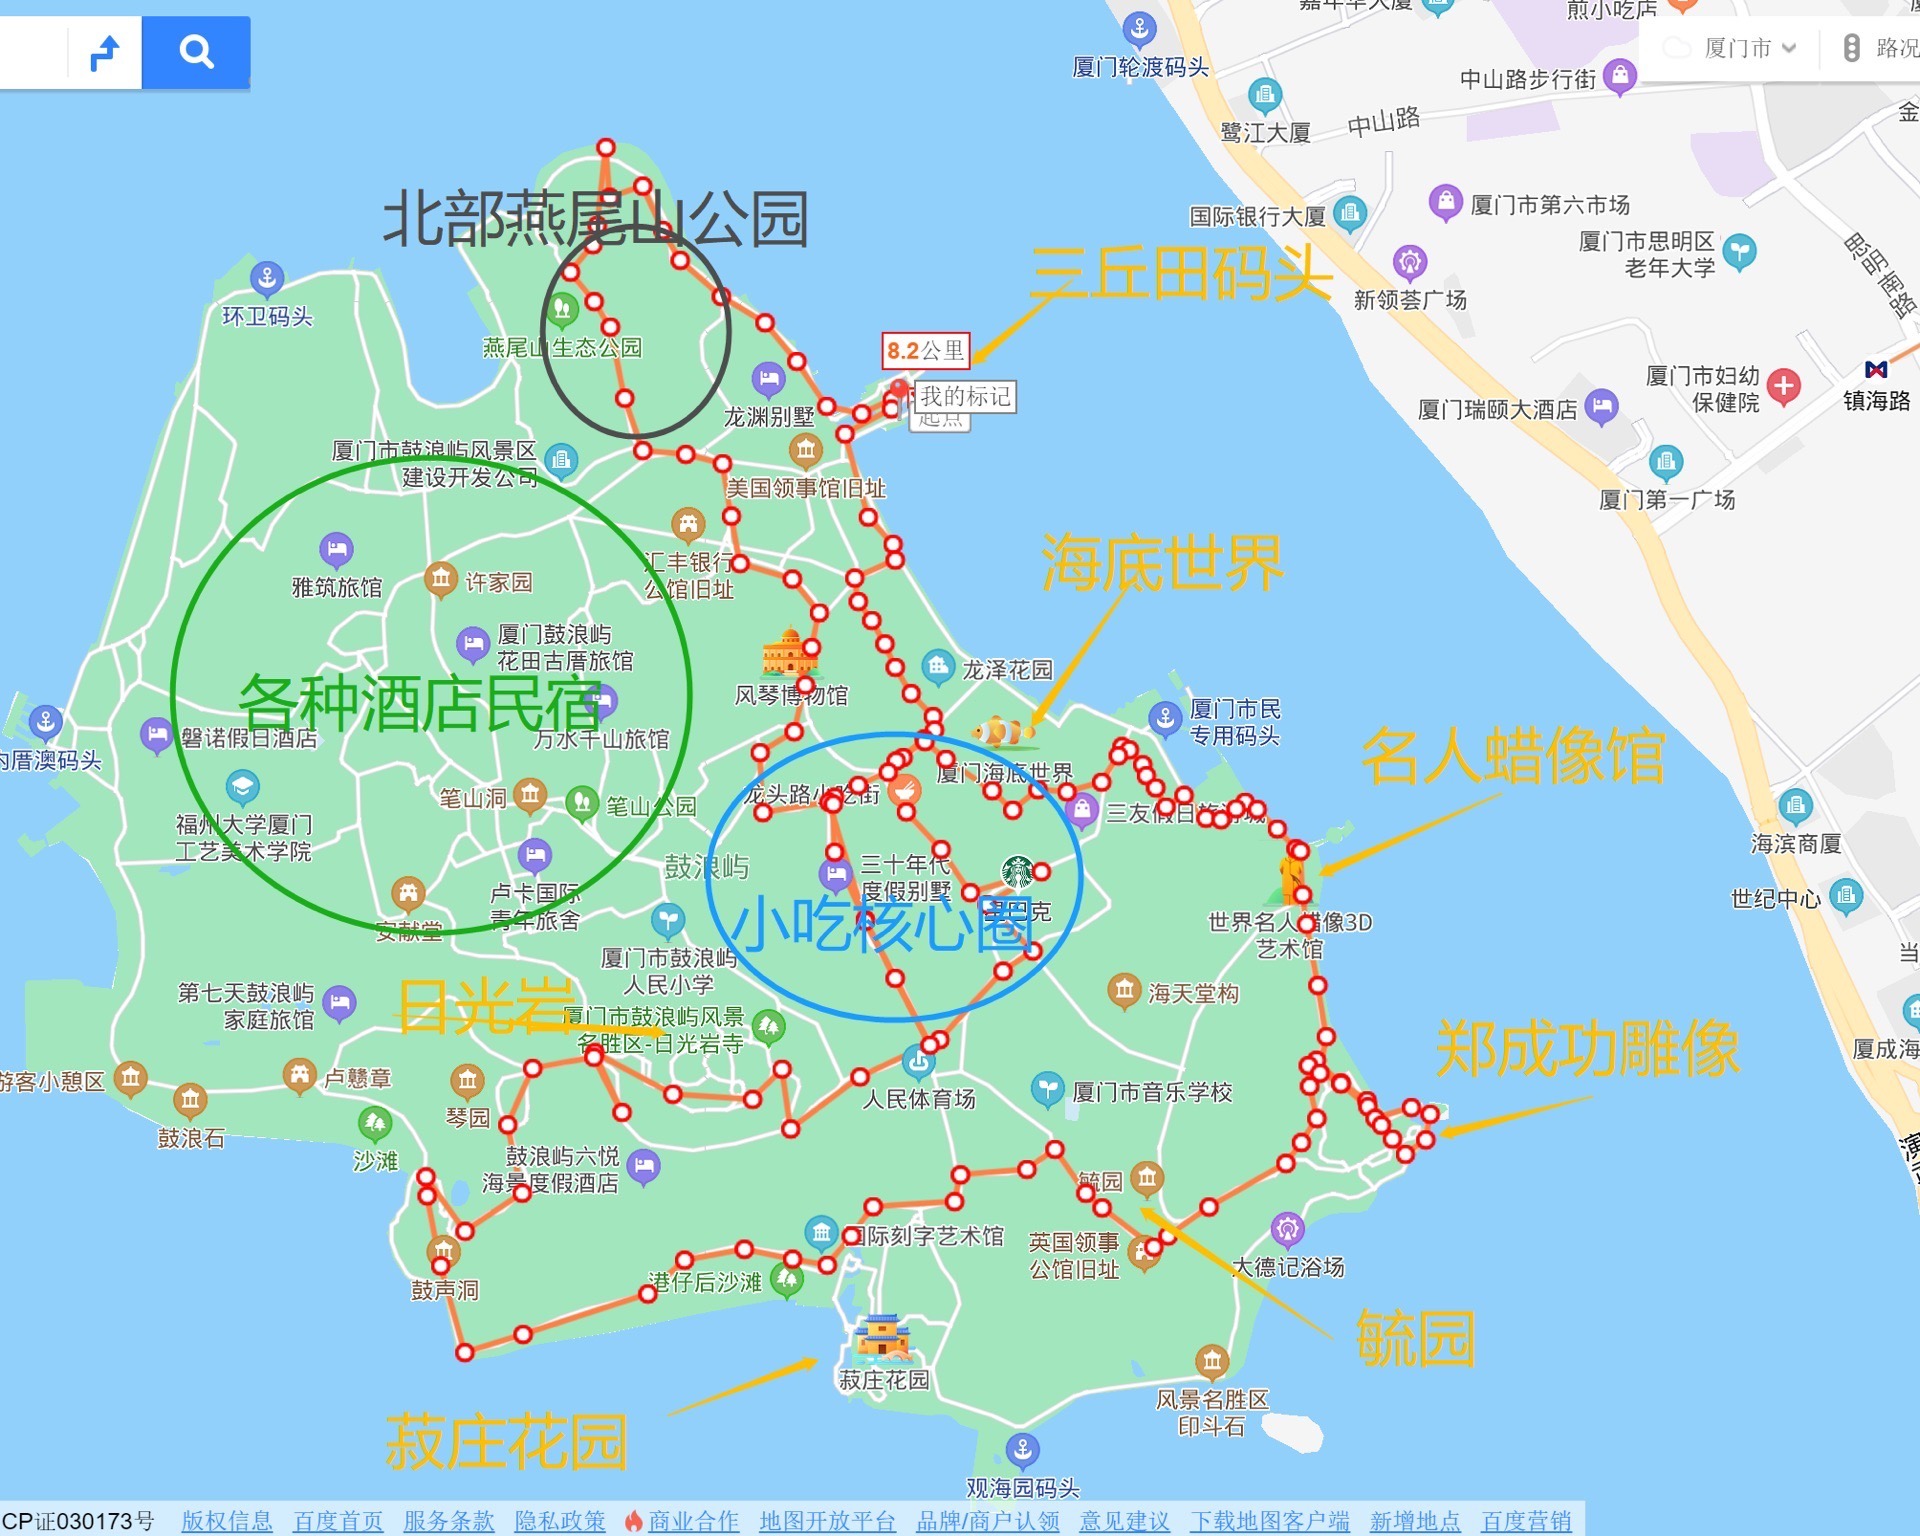 嘉年华大厦
煎小吃店
厦门市
路况
厦门轮渡码头
中山路步行街
鹭江大厦
中山路
金
北部燕尾山公园
国际银行大厦
厦门市第六市场
厦门市思明区
老年大学
思明南路
三丘田码头
新领荟广场
环卫码头
燕尾山生态公园
8.2公里
我的标记
起点
龙渊别墅
厦门市妇幼
保健院
镇海路
厦门瑞颐大酒店
厦门市鼓浪屿风景区
建设开发公司
美国领事馆旧址
厦门第一广场
汇丰银行
公馆旧址
海底世界
雅筑旅馆
许家园
厦门鼓浪屿
花田古厝旅馆
龙泽花园
风琴博物馆
各种酒店民宿
厦门市民
专用码头
磐诺假日酒店
万水千山旅馆
内厝澳码头
名人蜡像馆
厦门海底世界
龙头路小吃街
笔山洞
笔山公园
三友假日旅游城
福州大学厦门
工艺美术学院
海滨商厦
鼓浪屿
三十年代
度假别墅
卢卡国际
青年旅舍
世纪中心
小吃核心圈
星巴克
安献堂
世界名人蜡像3D
艺术馆
当
厦门市鼓浪屿
人民小学
第七天鼓浪屿
家庭旅馆
日光岩
海天堂构
厦门市鼓浪屿风景
名胜区-日光岩寺
郑成功雕像
厦成海
游客小憩区
卢戆章
琴园
人民体育场
厦门市音乐学校
鼓浪石
沙滩
鼓浪屿六悦
海景度假酒店
毓园
国际刻字艺术馆
英国领事
公馆旧址
大德记浴场
鼓声洞
港仔后沙滩
毓园
菽庄花园
风景名胜区
印斗石
菽庄花园
观海园码头
CP证030173号 版权信息 百度首页 服务条款 隐私政策 商业合作 地图开放平台 品牌/商户认领 意见建议 下载地图客户端 新增地点 百度营销